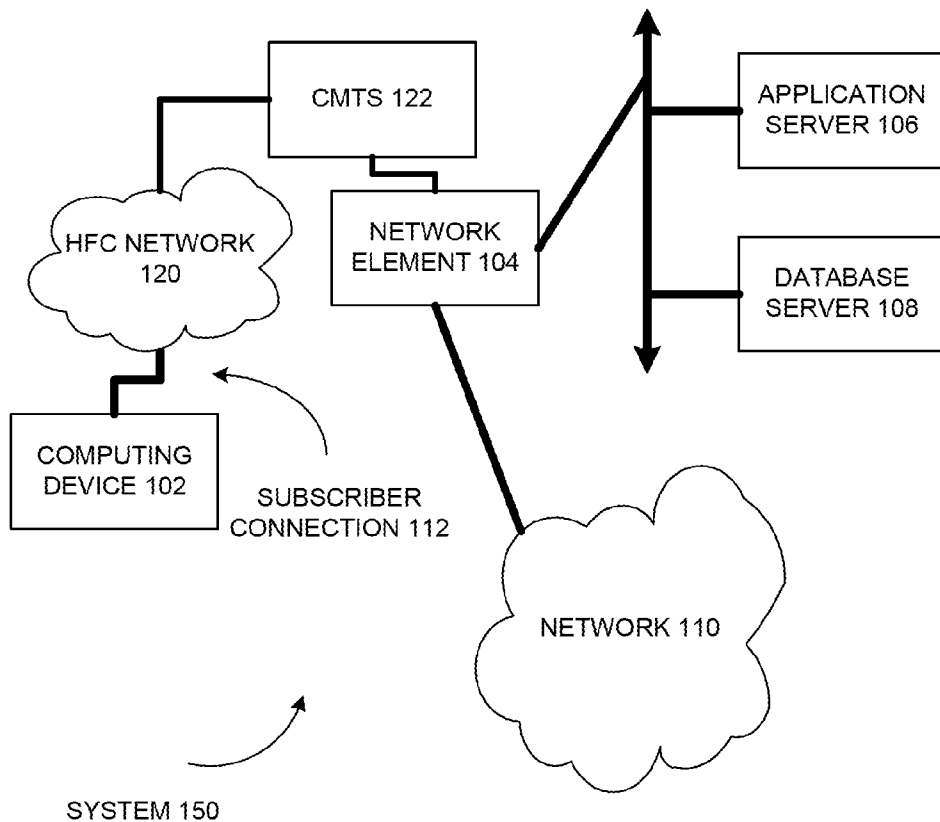 CMTS 122
APPLICATION
SERVER 106
HFC NETWORK
120
NETWORK
ELEMENT 104
DATABASE
SERVER 108
COMPUTING
DEVICE 102
SUBSCRIBER
CONNECTION 112
NETWORK 110
SYSTEM 150